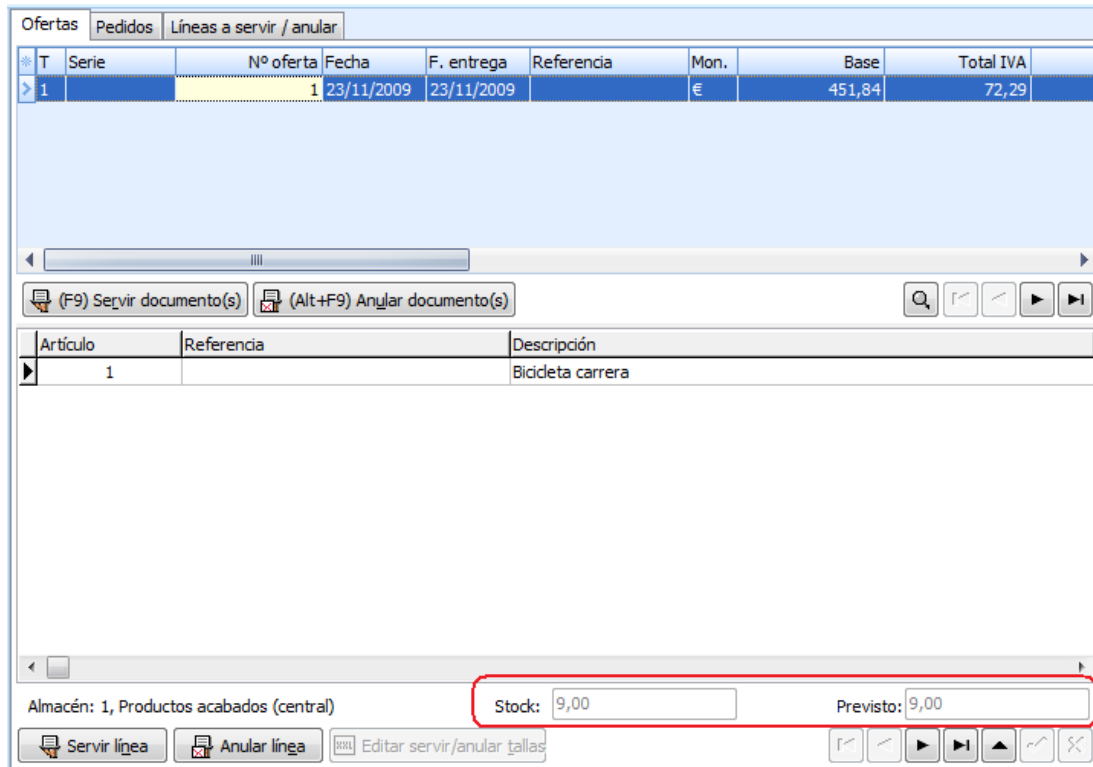 Ofertas Pedidos Líneas a servir / anular
T Serie Nº oferta Fecha F. entrega Referencia Mon. Base Total IVA
1 1 23/11/2009 23/11/2009 € 451,84 72,29
(F9) Servir documento(s) (Alt+F9) Anular documento(s)
Artículo Referencia Descripción
1 Bicicleta carrera
Almacén: 1, Productos acabados (central) Stock: 9,00 Previsto: 9,00
Servir línea Anular línea XXL Editar servir/anular tallas